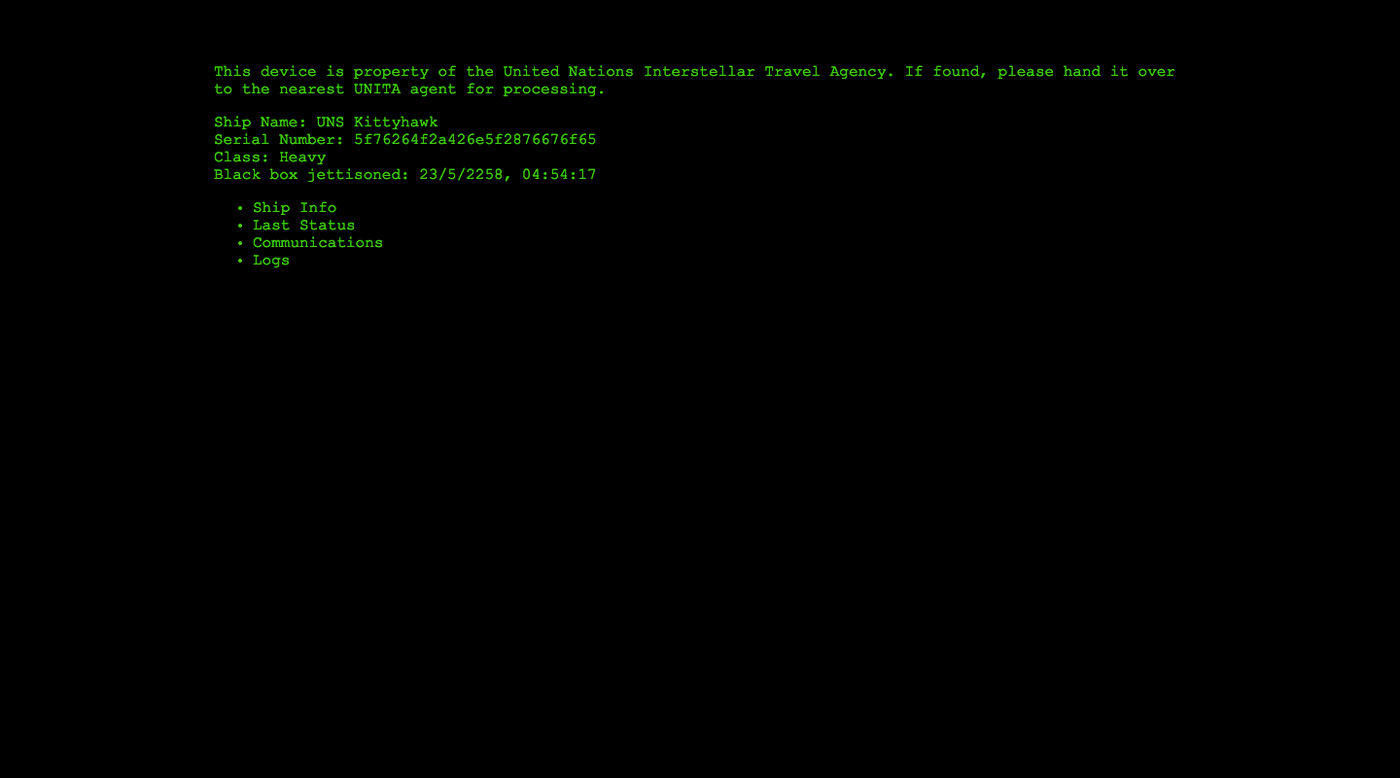 This device is property of the United Nations Interstellar Travel Agency. If found, please hand it over
to the nearest UNITA agent for processing.
Ship Name: UNS Kittyhawk
Serial Number: 5f76264f2a426e5f2876676f65
Class: Heavy
Black box jettisoned: 23/5/2258, 04:54:17
• Ship Info
• Last Status
• Communications
• Logs